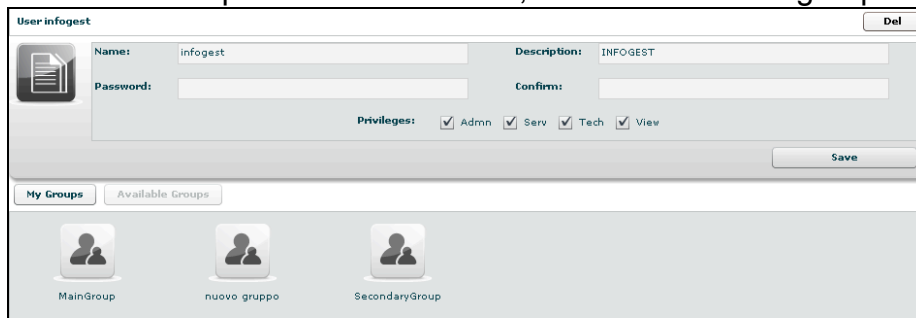 User infogest Del
Name: infogest Description: INFOGEST
Password: Confirm:
Privileges: Admn Serv Tech View
Save
My Groups Available Groups
MainGroup nuovo gruppo SecondaryGroup